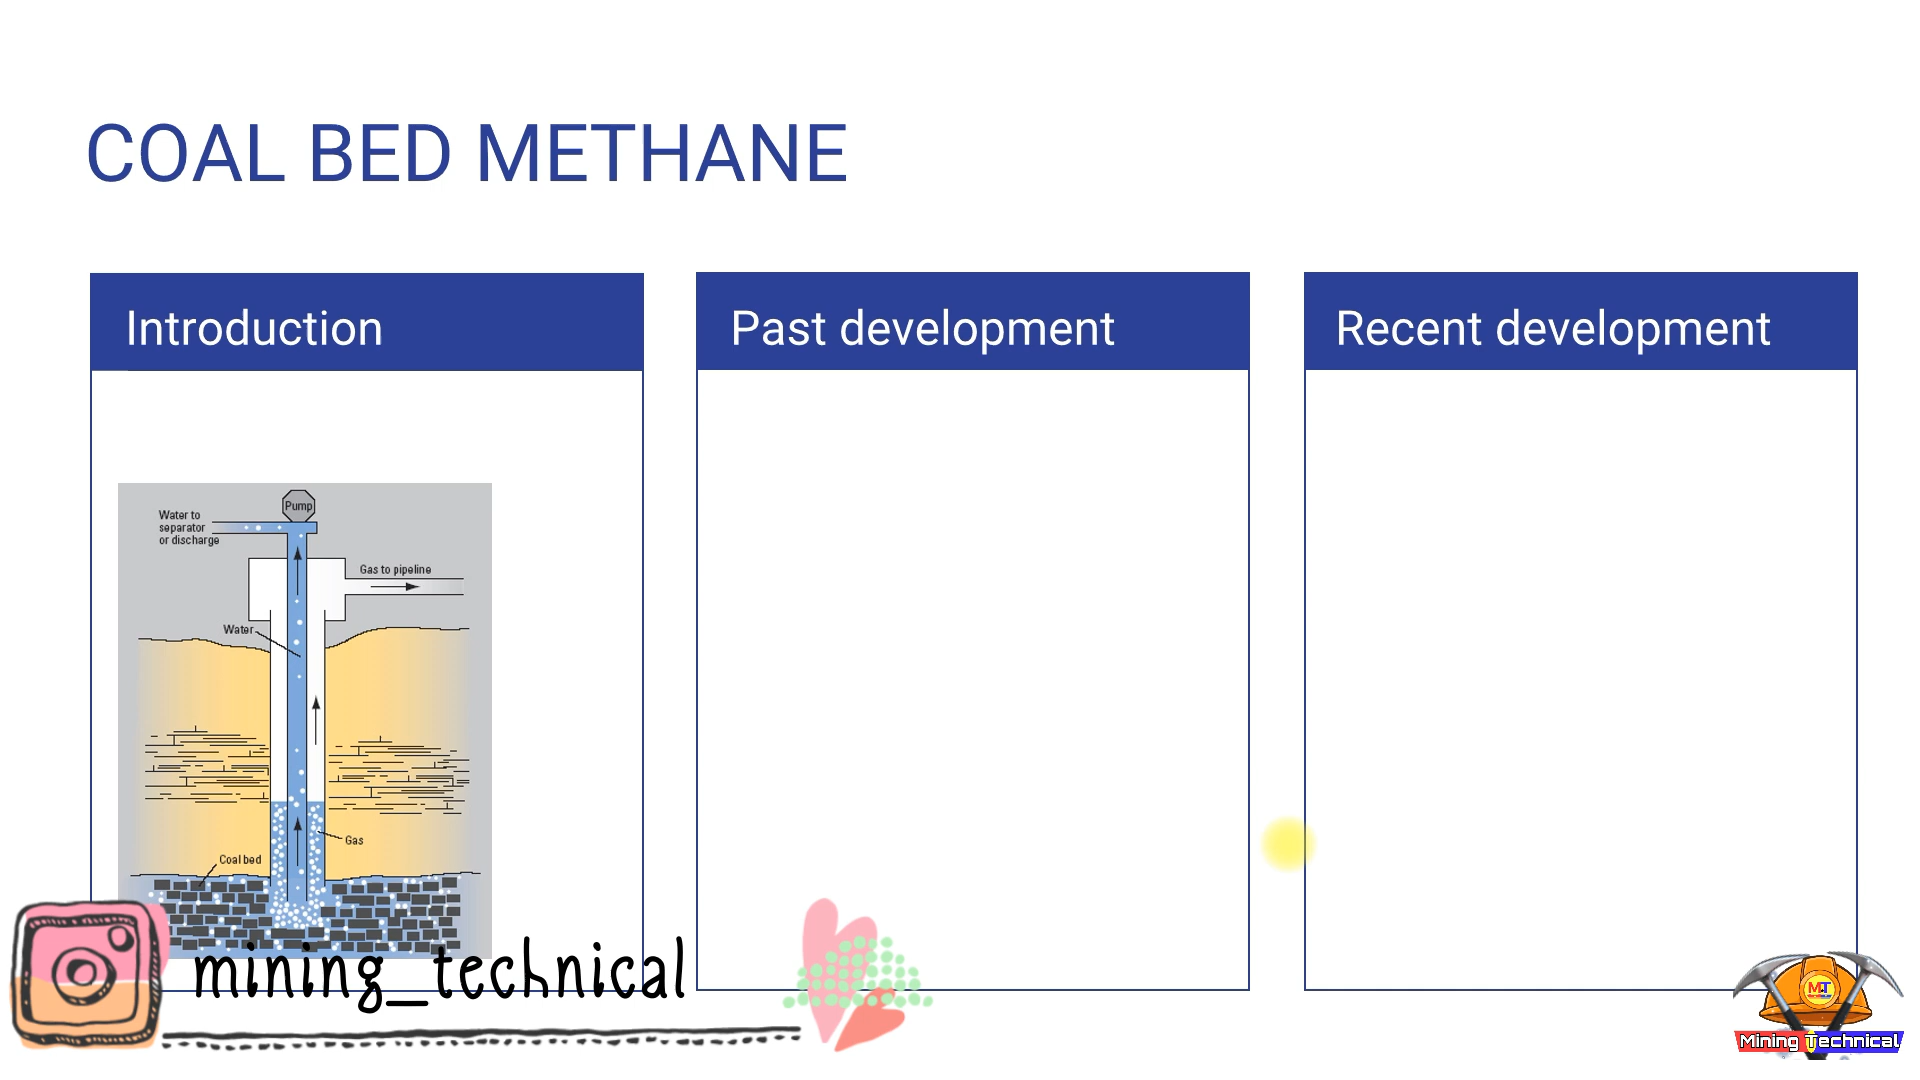 COAL BED METHANE
Introduction
Past development
Recent development
Pump
Water to
separator
or discharge
Gas to pipeline
Water
Gas
Coal bed
mining_technical
MT
Mining Technical